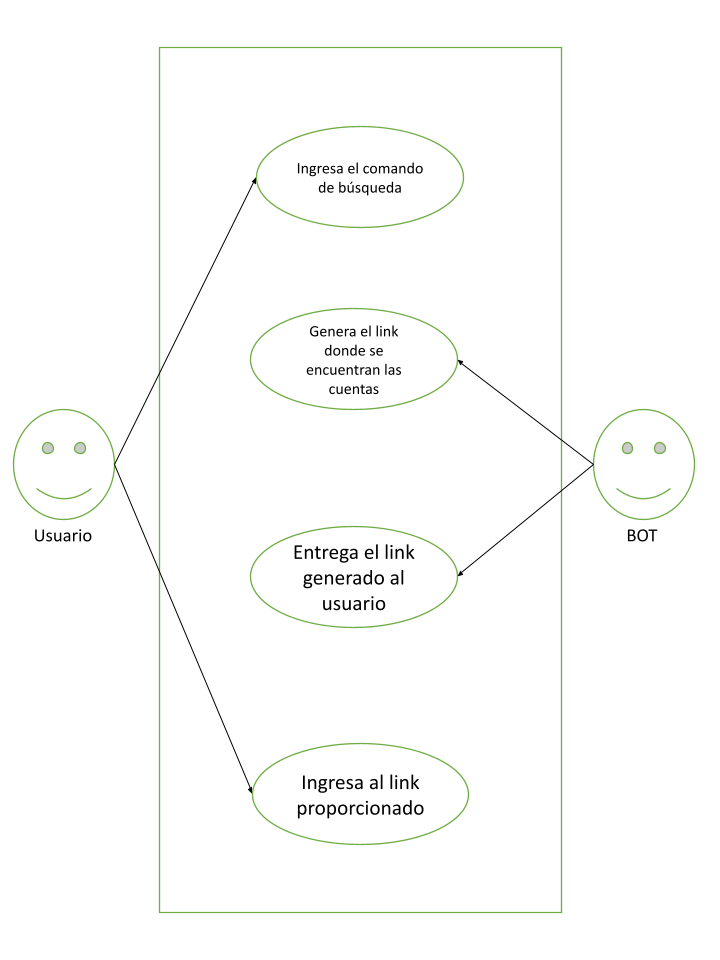 Ingresa el comando
de búsqueda
Genera el link
donde se
encuentran las
cuentas
Usuario
BOT
Entrega el link
generado al
usuario
Ingresa al link
proporcionado